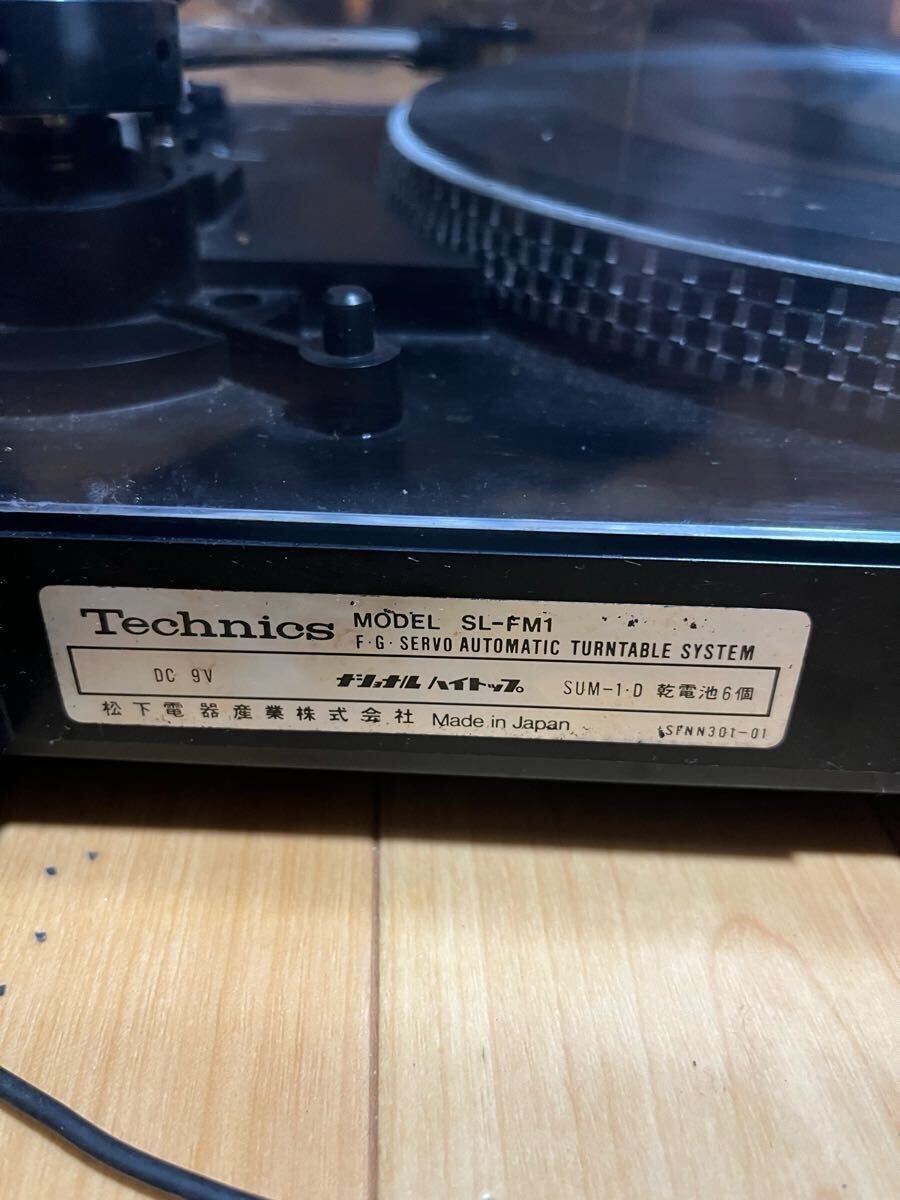 Technics MODEL SL-FM1
F·G·SERVO AUTOMATIC TURNTABLE SYSTEM
DC 9V ナショナル ハイトップ SUM-1·D 乾電池6個
松下電器産業株式会社 Made in Japan SFNN301-01